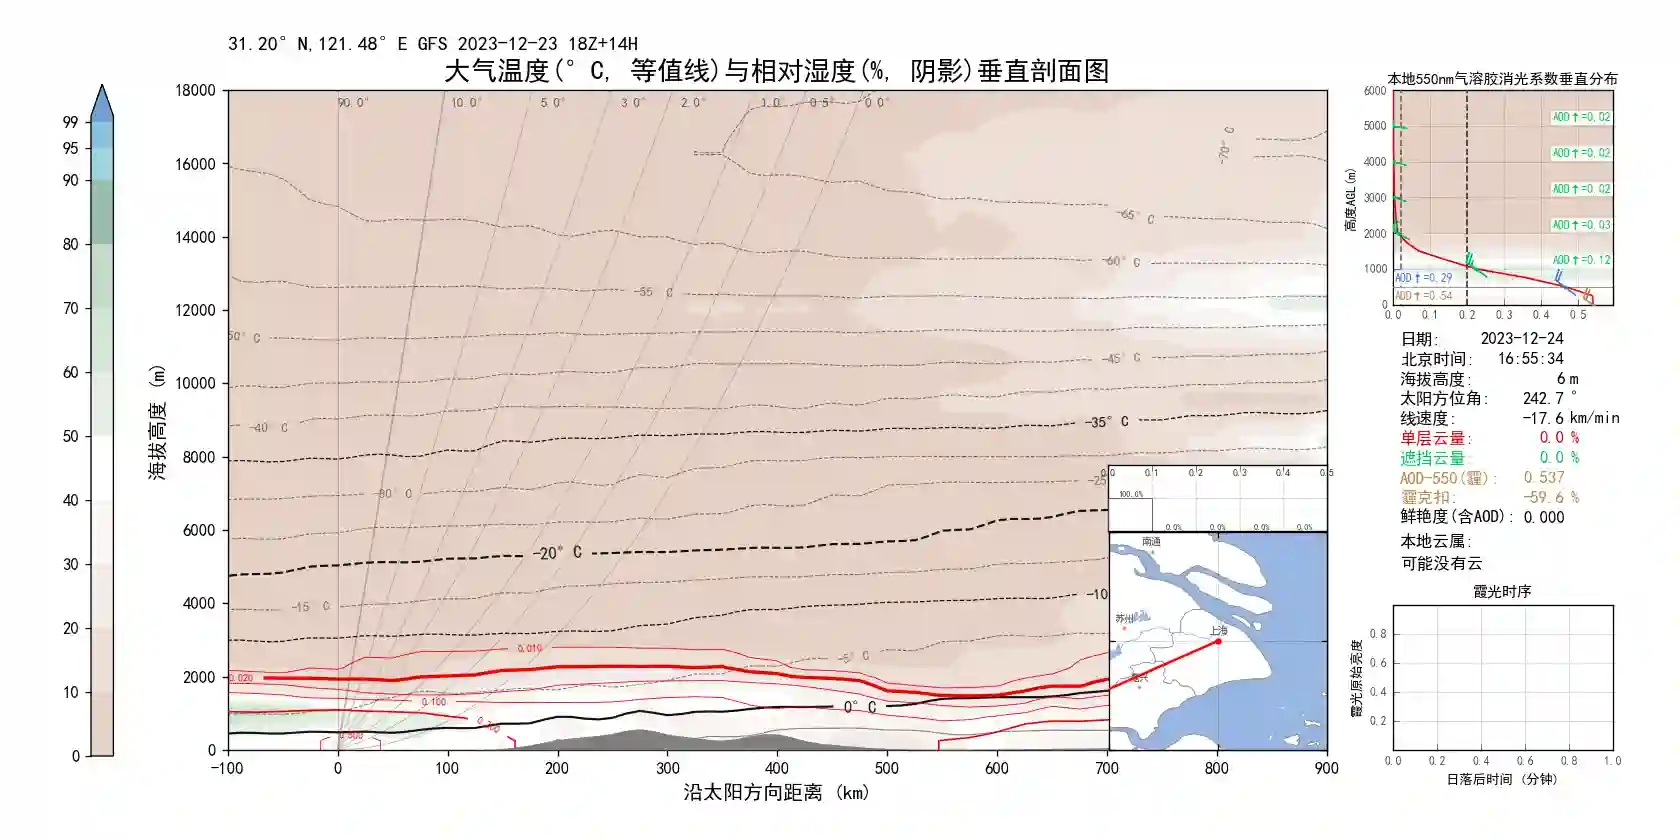 31.20° N,121.48° E GFS 2023-12-23 18Z+14H
大气温度(° C, 等值线)与相对湿度(%, 阴影)垂直剖面图
99
95
90
80
70
60
50
40
30
20
10
0
海拔高度 (m)
18000
16000
14000
12000
10000
8000
6000
4000
2000
0
90.0° 10.0° 5.0° 3.0° 2.0° 1.0 0.5° 0.0°
-70° C
-65° C
-60° C
-55 C
50° C
-45° C
-40 C
-35° C
-30 C
-25
-20° C
-15 C
-10
-5° C
0° C
0.010
0.020
0.100
0.200
0.500
-100 0 100 200 300 400 500 600 700 800 900
沿太阳方向距离 (km)
0.0 0.1 0.2 0.3 0.4 0.5
100.0%
0.0% 0.0% 0.0% 0.0%
南通
苏州
上海
嘉兴
本地550nm气溶胶消光系数垂直分布
高度AGL(m)
6000
5000
4000
3000
2000
1000
0
AOD↑=0.02
AOD↑=0.02
AOD↑=0.02
AOD↑=0.03
AOD↑=0.12
AOD↑=0.29
AOD↑=0.54
0.0 0.1 0.2 0.3 0.4 0.5
日期: 2023-12-24
北京时间: 16:55:34
海拔高度: 6 m
太阳方位角: 242.7 °
线速度: -17.6 km/min
单层云量: 0.0 %
遮挡云量: 0.0 %
AOD-550(霾): 0.537
霾克扣: -59.6 %
鲜艳度(含AOD): 0.000
本地云属:
可能没有云
霞光时序
霞光原始亮度
0.8
0.6
0.4
0.2
0.0 0.2 0.4 0.6 0.8 1.0
日落后时间 (分钟)